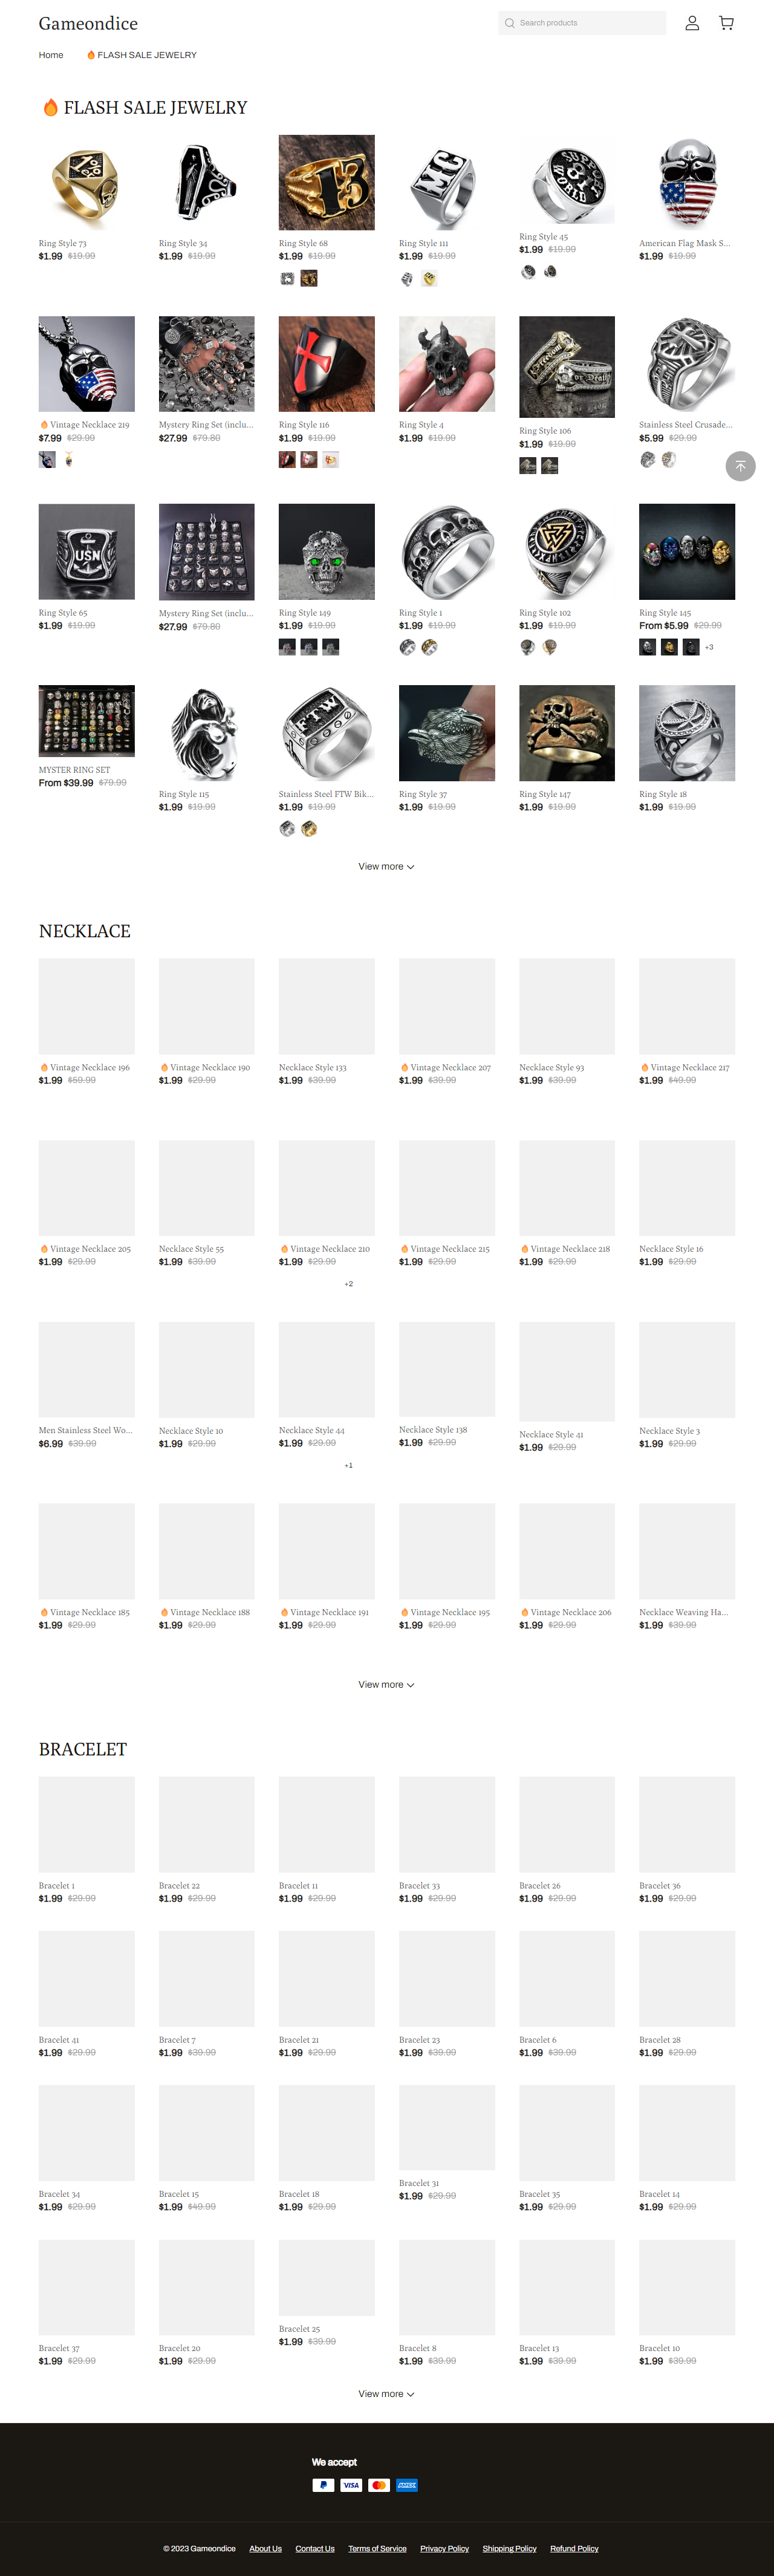 Gameondice
Search products
Home
🔥FLASH SALE JEWELRY
🔥 FLASH SALE JEWELRY
Ring Style 73
$1.99 $19.99
Ring Style 34
$1.99 $19.99
Ring Style 68
$1.99 $19.99
Ring Style 111
$1.99 $19.99
Ring Style 45
$1.99 $19.99
American Flag Mask S...
$1.99 $19.99
🔥Vintage Necklace 219
$7.99 $29.99
Mystery Ring Set (inclu...
$27.99 $79.80
Ring Style 116
$1.99 $19.99
Ring Style 4
$1.99 $19.99
Ring Style 106
$1.99 $19.99
Stainless Steel Crusade...
$5.99 $29.99
Ring Style 65
$1.99 $19.99
Mystery Ring Set (inclu...
$27.99 $79.80
Ring Style 149
$1.99 $19.99
Ring Style 1
$1.99 $19.99
Ring Style 102
$1.99 $19.99
Ring Style 145
From $5.99 $29.99
+3
MYSTER RING SET
From $39.99 $79.99
Ring Style 115
$1.99 $19.99
Stainless Steel FTW Bik...
$1.99 $19.99
Ring Style 37
$1.99 $19.99
Ring Style 147
$1.99 $19.99
Ring Style 18
$1.99 $19.99
View more
NECKLACE
🔥Vintage Necklace 196
$1.99 $59.99
🔥Vintage Necklace 190
$1.99 $29.99
Necklace Style 133
$1.99 $39.99
🔥Vintage Necklace 207
$1.99 $39.99
Necklace Style 93
$1.99 $39.99
🔥Vintage Necklace 217
$1.99 $49.99
🔥Vintage Necklace 205
$1.99 $29.99
Necklace Style 55
$1.99 $39.99
🔥Vintage Necklace 210
$1.99 $29.99
+2
🔥Vintage Necklace 215
$1.99 $29.99
🔥Vintage Necklace 218
$1.99 $29.99
Necklace Style 16
$1.99 $29.99
Men Stainless Steel Wo...
$6.99 $39.99
Necklace Style 10
$1.99 $29.99
Necklace Style 44
$1.99 $29.99
+1
Necklace Style 138
$1.99 $29.99
Necklace Style 41
$1.99 $29.99
Necklace Style 3
$1.99 $29.99
🔥Vintage Necklace 185
$1.99 $29.99
🔥Vintage Necklace 188
$1.99 $29.99
🔥Vintage Necklace 191
$1.99 $29.99
🔥Vintage Necklace 195
$1.99 $29.99
🔥Vintage Necklace 206
$1.99 $29.99
Necklace Weaving Ha...
$1.99 $39.99
View more
BRACELET
Bracelet 1
$1.99 $29.99
Bracelet 22
$1.99 $29.99
Bracelet 11
$1.99 $29.99
Bracelet 33
$1.99 $29.99
Bracelet 26
$1.99 $29.99
Bracelet 36
$1.99 $29.99
Bracelet 41
$1.99 $29.99
Bracelet 7
$1.99 $39.99
Bracelet 21
$1.99 $29.99
Bracelet 23
$1.99 $39.99
Bracelet 6
$1.99 $39.99
Bracelet 28
$1.99 $29.99
Bracelet 34
$1.99 $29.99
Bracelet 15
$1.99 $49.99
Bracelet 18
$1.99 $29.99
Bracelet 31
$1.99 $29.99
Bracelet 35
$1.99 $29.99
Bracelet 14
$1.99 $29.99
Bracelet 37
$1.99 $29.99
Bracelet 20
$1.99 $29.99
Bracelet 25
$1.99 $39.99
Bracelet 8
$1.99 $39.99
Bracelet 13
$1.99 $39.99
Bracelet 10
$1.99 $39.99
View more
We accept
VISA
© 2023 Gameondice About Us Contact Us Terms of Service Privacy Policy Shipping Policy Refund Policy